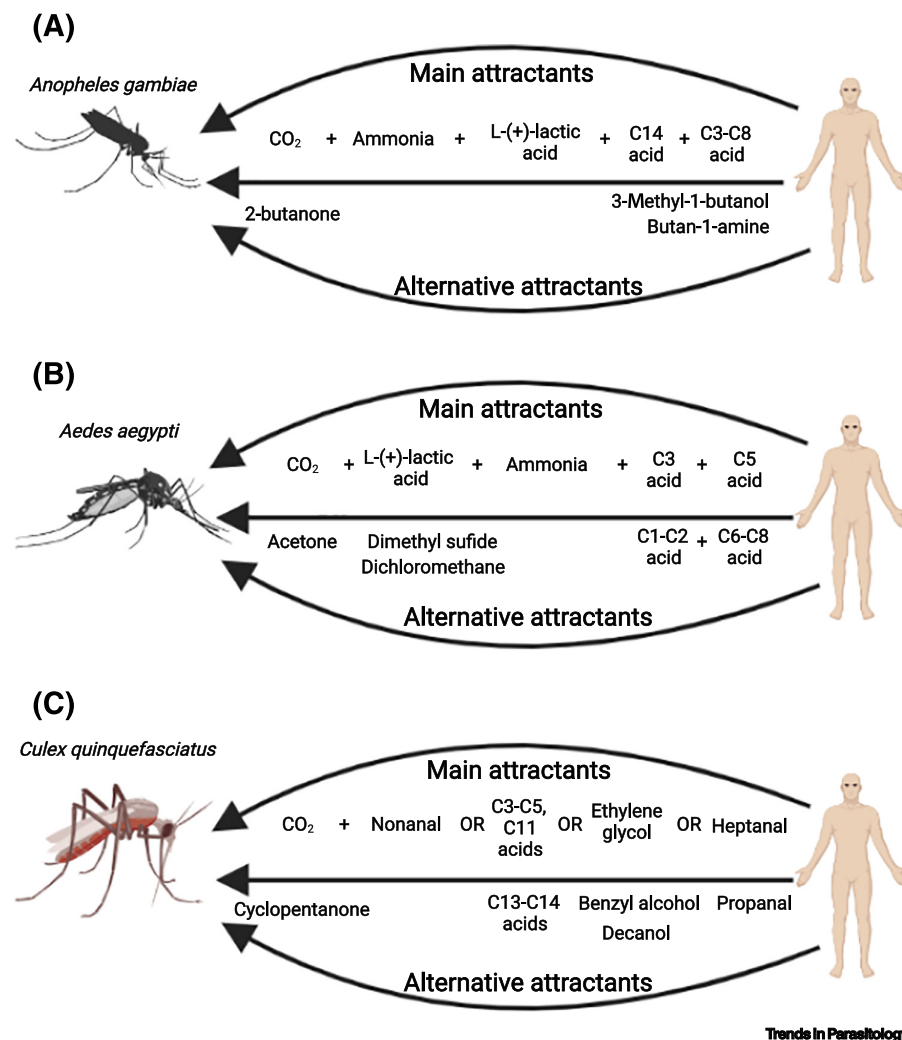 (A)
Anopheles gambiae
Main attractants
CO₂ + Ammonia + L-(+)-lactic acid + C14 acid + C3-C8 acid
2-butanone
3-Methyl-1-butanol
Butan-1-amine
Alternative attractants
(B)
Aedes aegypti
Main attractants
CO₂ + L-(+)-lactic acid + Ammonia + C3 acid + C5 acid
Acetone
Dimethyl sufide
Dichloromethane
C1-C2 acid + C6-C8 acid
Alternative attractants
(C)
Culex quinquefasciatus
Main attractants
CO₂ + Nonanal OR C3-C5, C11 acids OR Ethylene glycol OR Heptanal
Cyclopentanone
C13-C14 acids
Benzyl alcohol
Decanol
Propanal
Alternative attractants
Trends in Parasitology